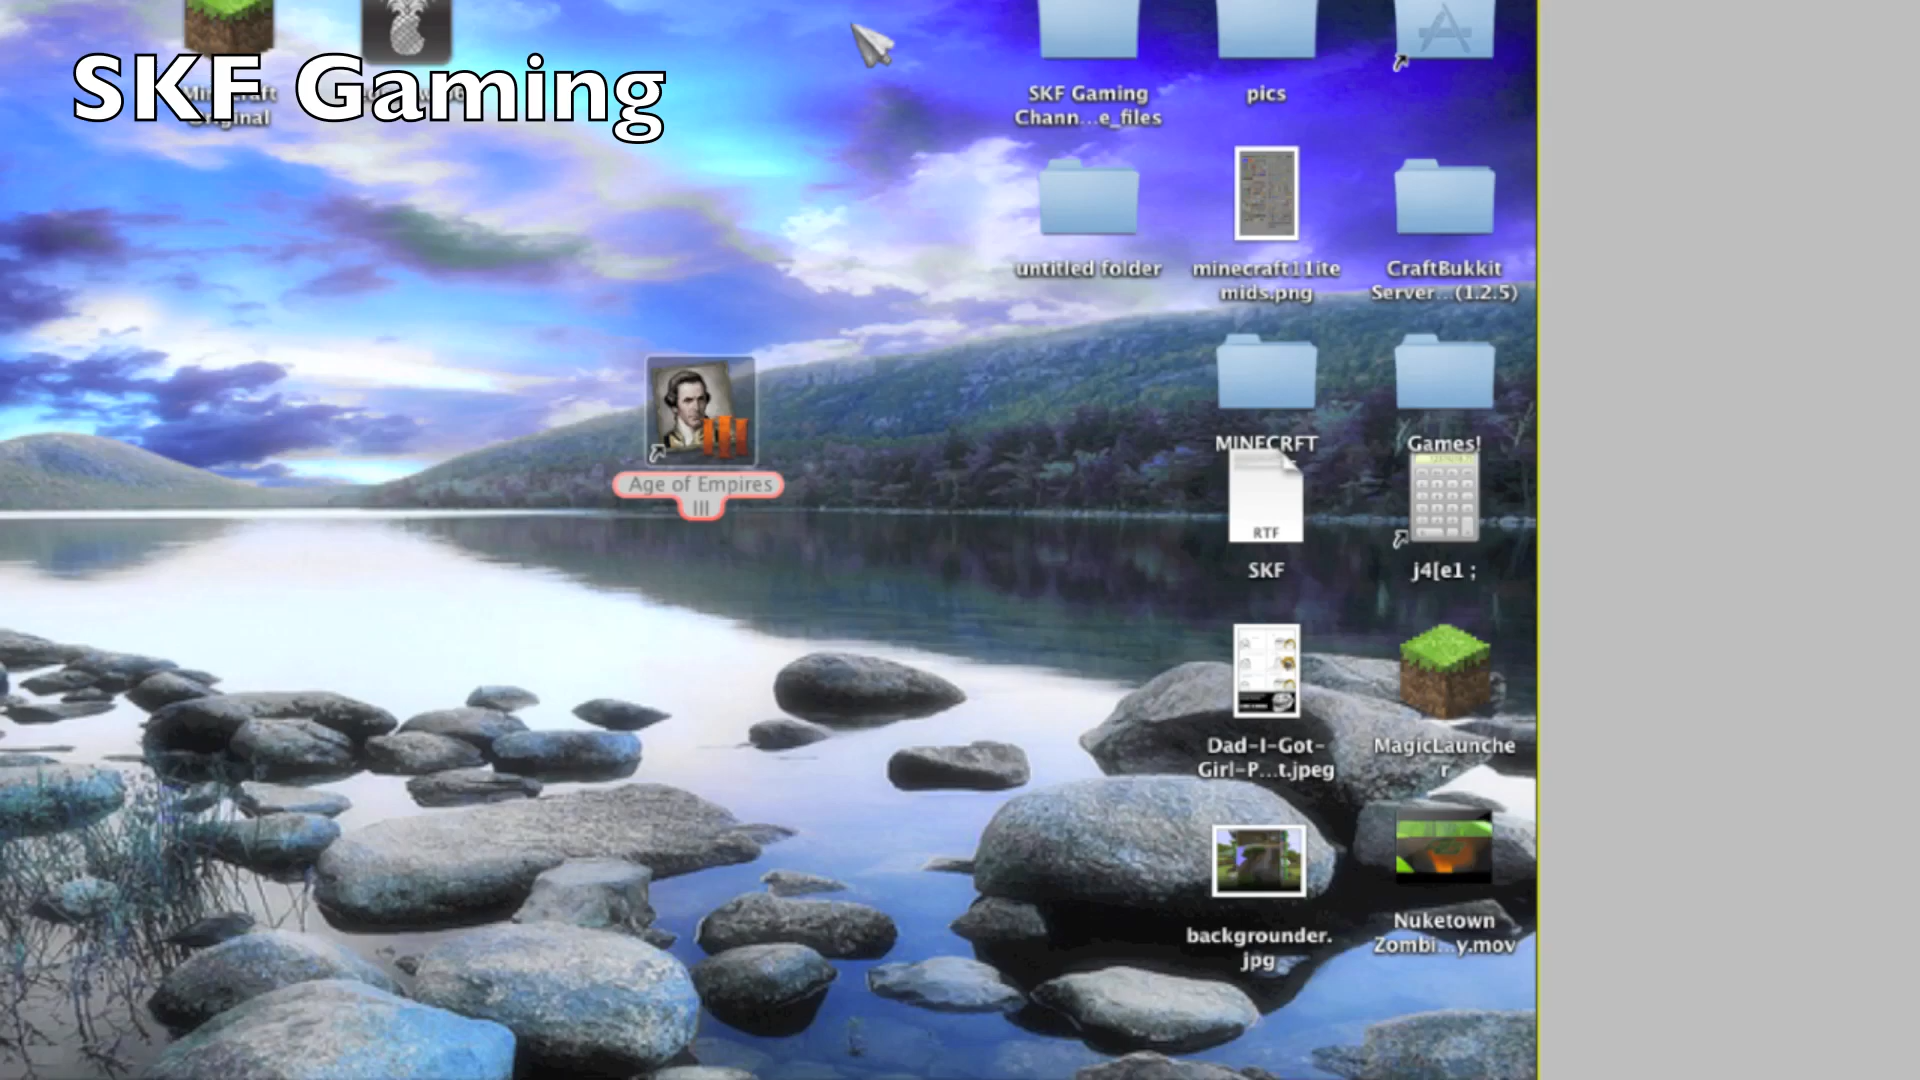 SKF Gaming
SKF Gaming
Chann...e_files
pics
untitled folder
minecraft11ite
mids.png
CraftBukkit
Server...(1.2.5)
MINECRFT
Games!
Age of Empires
III
RTF
SKF
j4[e1 ;
Dad-I-Got-
Girl-P...t.jpeg
MagicLaunche
r
backgrounder.
jpg
Nuketown
Zombi...y.mov